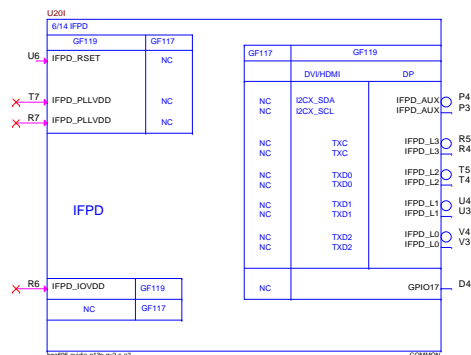 U20I
6/14 IFPD
GF119 GF117
U6 IFPD_RSET NC
T7 IFPD_PLLVDD NC
R7 IFPD_PLLVDD NC
IFPD
R6 IFPD_IOVDD GF119
NC GF117
GF117 GF119
DVI/HDMI DP
NC I2CX_SDA IFPD_AUX P4
NC I2CX_SCL IFPD_AUX P3
NC TXC IFPD_L3 R5
NC TXC IFPD_L3 R4
NC TXD0 IFPD_L2 T5
NC TXD0 IFPD_L2 T4
NC TXD1 IFPD_L1 U4
NC TXD1 IFPD_L1 U3
NC TXD2 IFPD_L0 V4
NC TXD2 IFPD_L0 V3
NC GPIO17 D4
COMMON